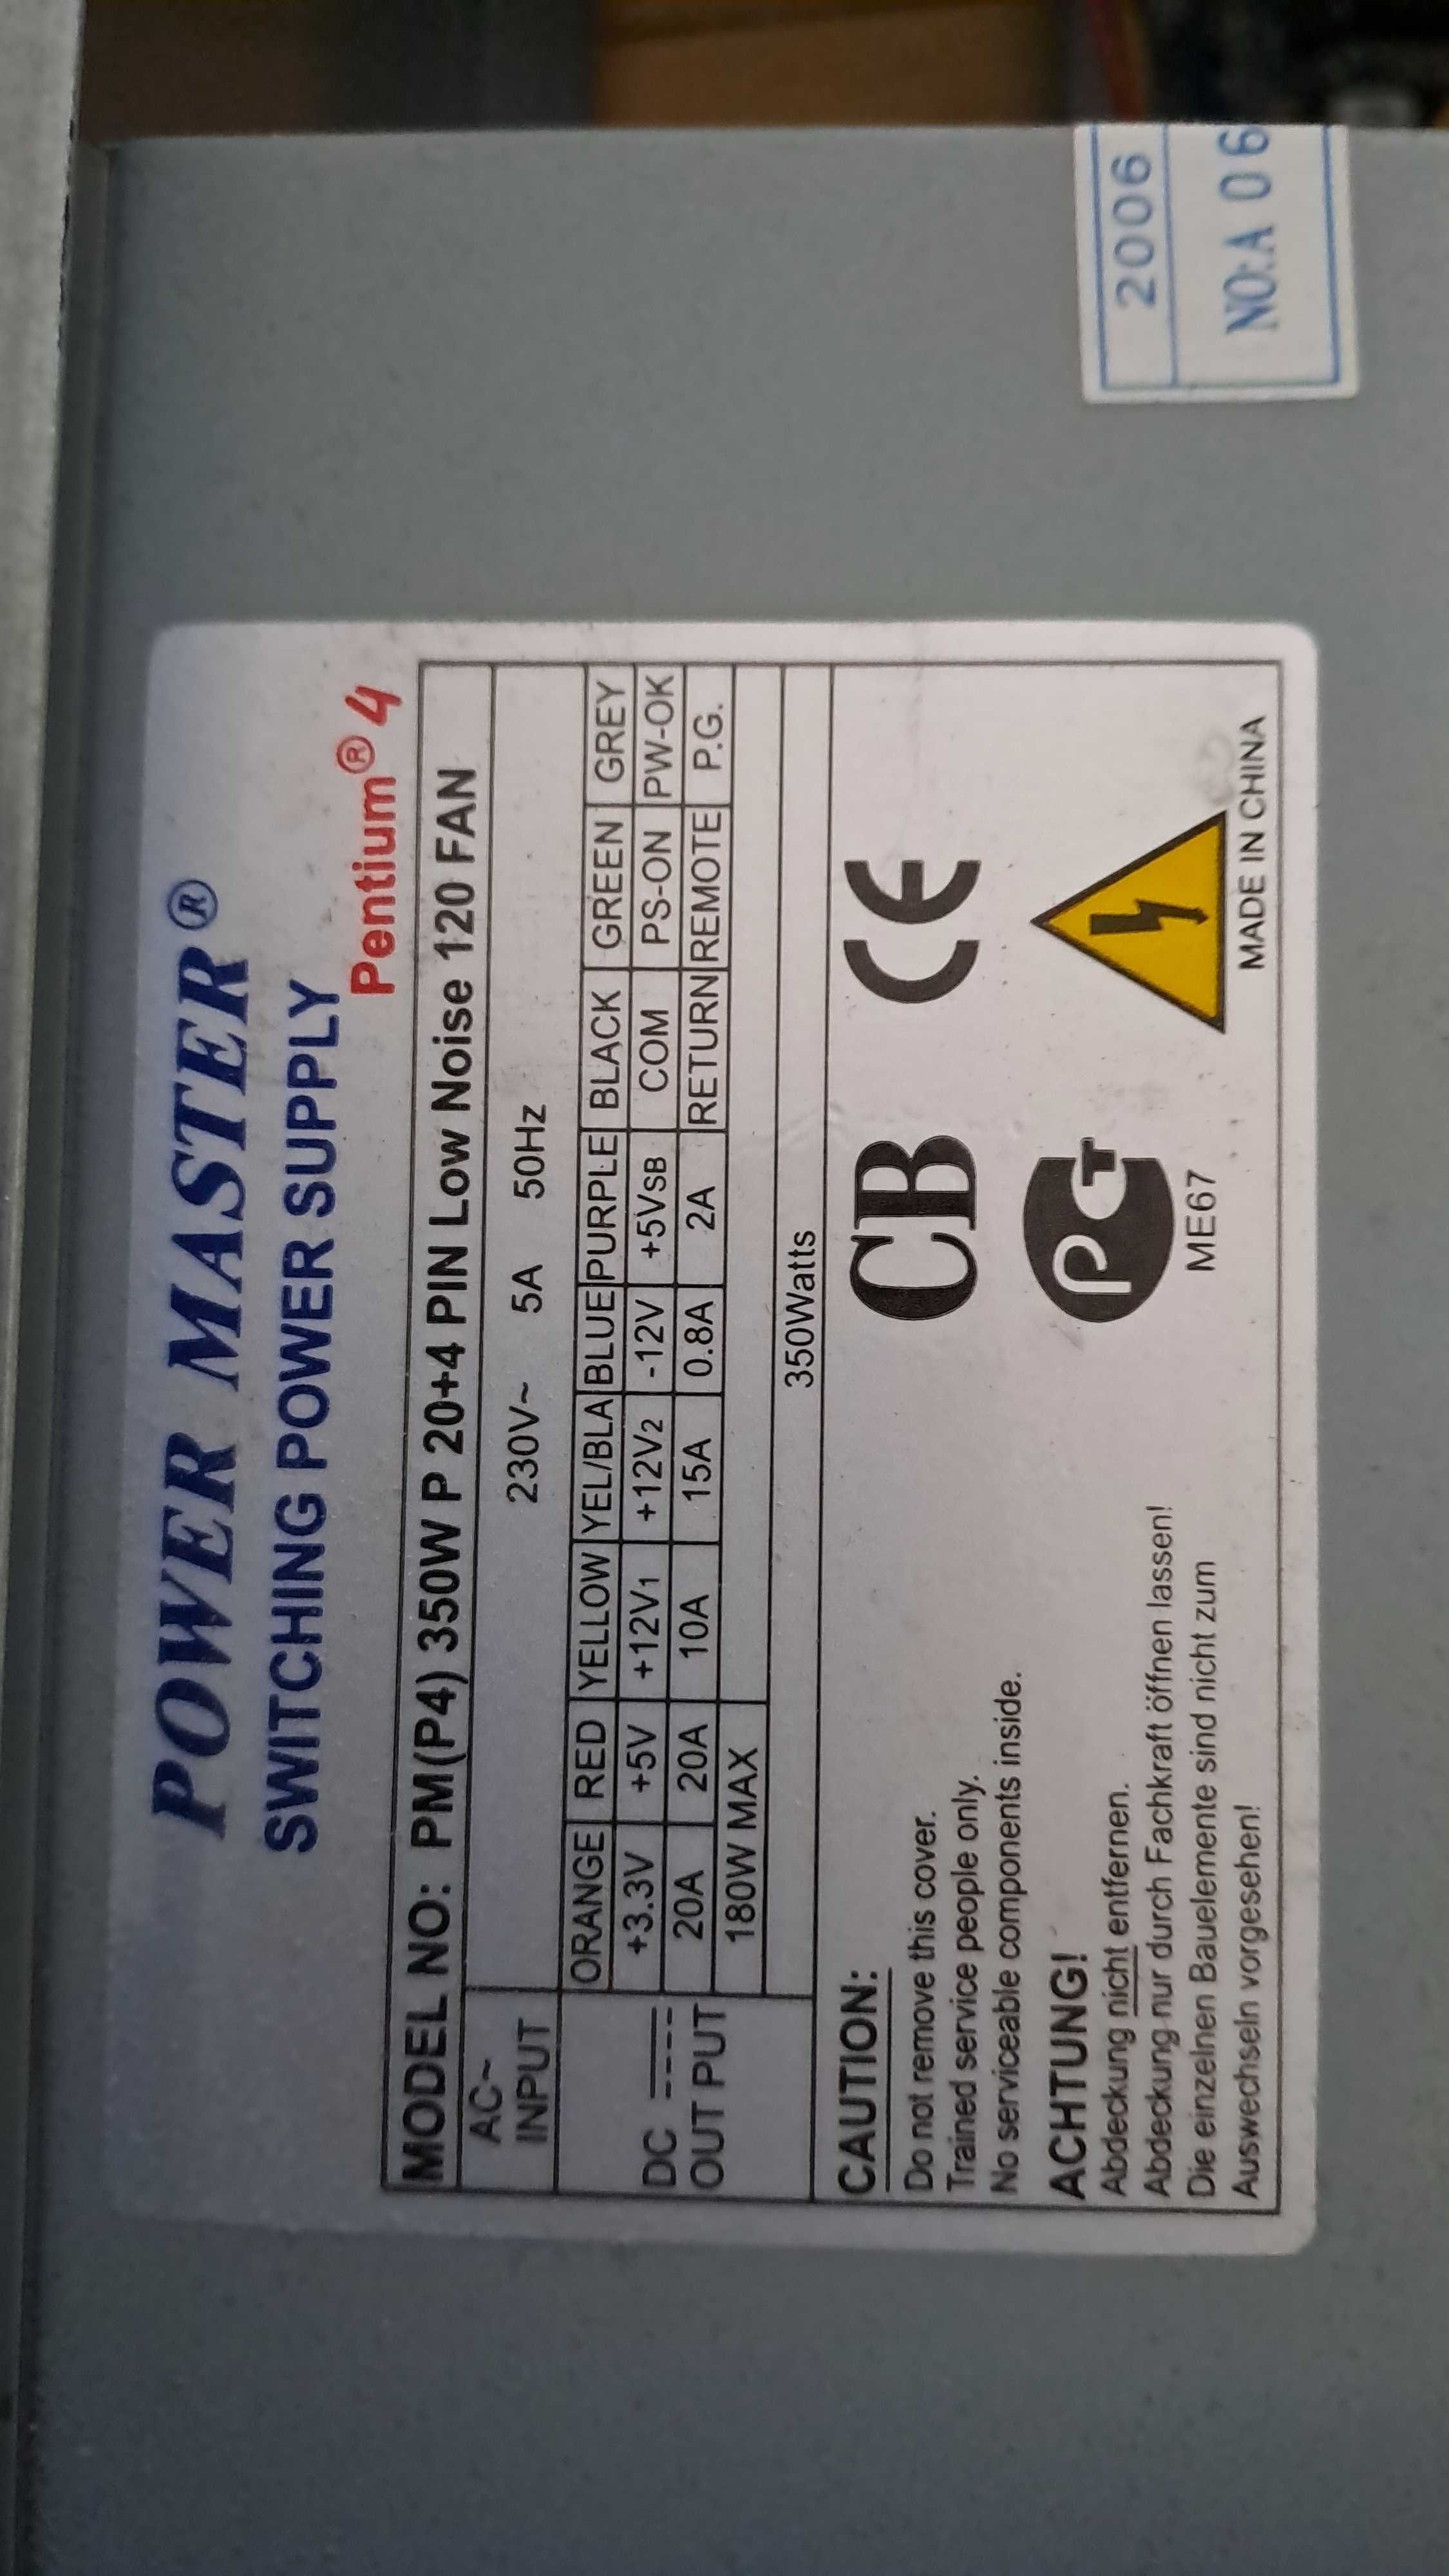 POWER MASTER®
SWITCHING POWER SUPPLY
Pentium® 4
MODEL NO: PM(P4) 350W P 20+4 PIN Low Noise 120 FAN
AC~ INPUT 230V~ 5A 50Hz
DC OUT PUT
ORANGE RED YELLOW YEL/BLA BLUE PURPLE BLACK GREEN GREY
+3.3V +5V +12V1 +12V2 -12V +5VSB COM PS-ON PW-OK
20A 20A 10A 15A 0.8A 2A RETURN REMOTE P.G.
180W MAX
350Watts
CAUTION:
Do not remove this cover.
Trained service people only.
No serviceable components inside.
ACHTUNG!
Abdeckung nicht entfernen.
Abdeckung nur durch Fachkraft öffnen lassen!
Die einzelnen Bauelemente sind nicht zum
Auswechseln vorgesehen!
CB CE
PCT
ME67
MADE IN CHINA
2006
NO:A 06